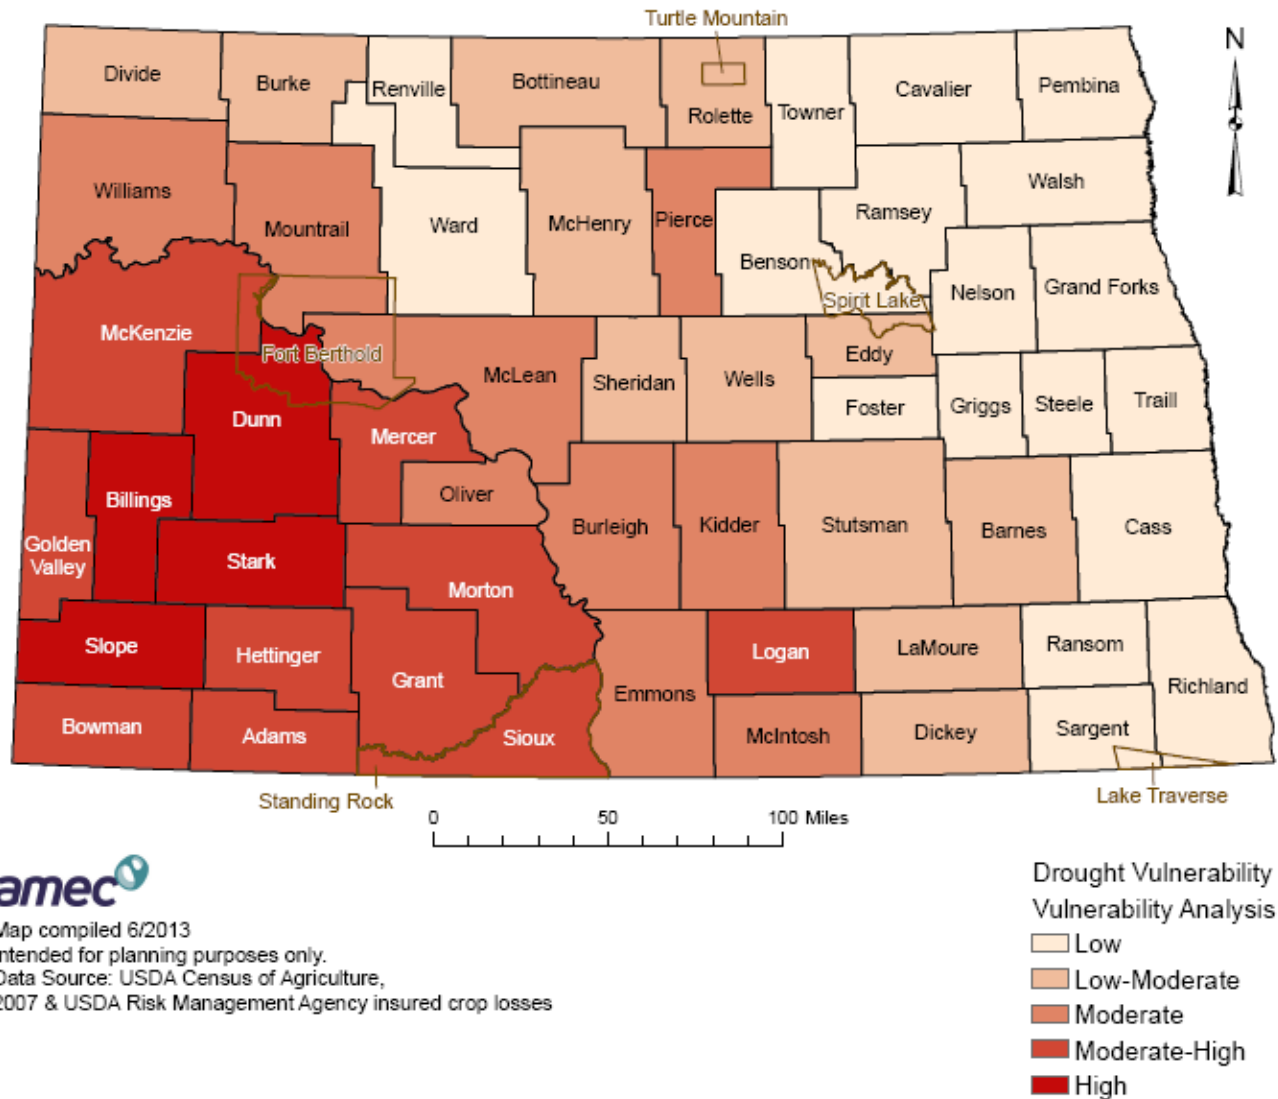 Turtle Mountain
N
Divide
Burke
Renville
Bottineau
Rolette
Towner
Cavalier
Pembina
Williams
Mountrail
Ward
McHenry
Pierce
Benson
Ramsey
Walsh
Spirit Lake
Nelson
Grand Forks
McKenzie
Fort Berthold
McLean
Sheridan
Wells
Eddy
Foster
Griggs
Steele
Traill
Dunn
Mercer
Oliver
Billings
Golden
Valley
Stark
Morton
Burleigh
Kidder
Stutsman
Barnes
Cass
Slope
Hettinger
Grant
Emmons
Logan
LaMoure
Ransom
Richland
Bowman
Adams
Sioux
McIntosh
Dickey
Sargent
Standing Rock
Lake Traverse
0 50 100 Miles
amec
Map compiled 6/2013
intended for planning purposes only.
Data Source: USDA Census of Agriculture,
2007 & USDA Risk Management Agency insured crop losses
Drought Vulnerability
Vulnerability Analysis
Low
Low-Moderate
Moderate
Moderate-High
High